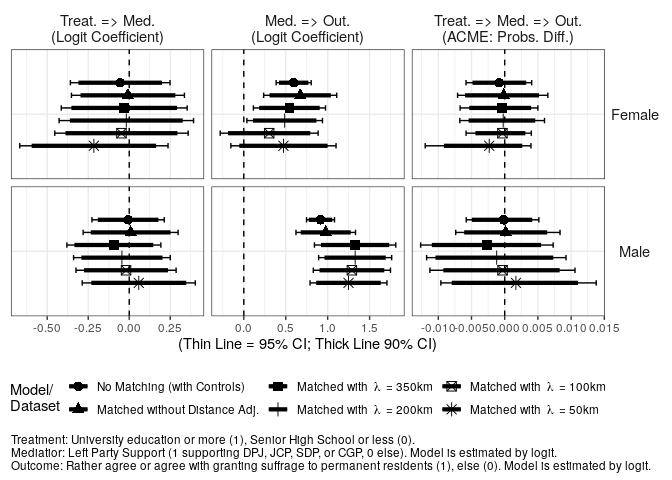 Treat. => Med. Med. => Out. Treat. => Med. => Out.
(Logit Coefficient) (Logit Coefficient) (ACME: Probs. Diff.)
Female
Male
-0.50 -0.25 0.00 0.25 0.0 0.5 1.0 1.5 -0.010 -0.005 0.000 0.005 0.010 0.015
(Thin Line = 95% CI; Thick Line 90% CI)
Model/
Dataset
No Matching (with Controls) Matched with λ = 350km Matched with λ = 100km
Matched without Distance Adj. Matched with λ = 200km Matched with λ = 50km
Treatment: University education or more (1), Senior High School or less (0).
Mediatior: Left Party Support (1 supporting DPJ, JCP, SDP, or CGP, 0 else). Model is estimated by logit.
Outcome: Rather agree or agree with granting suffrage to permanent residents (1), else (0). Model is estimated by logit.